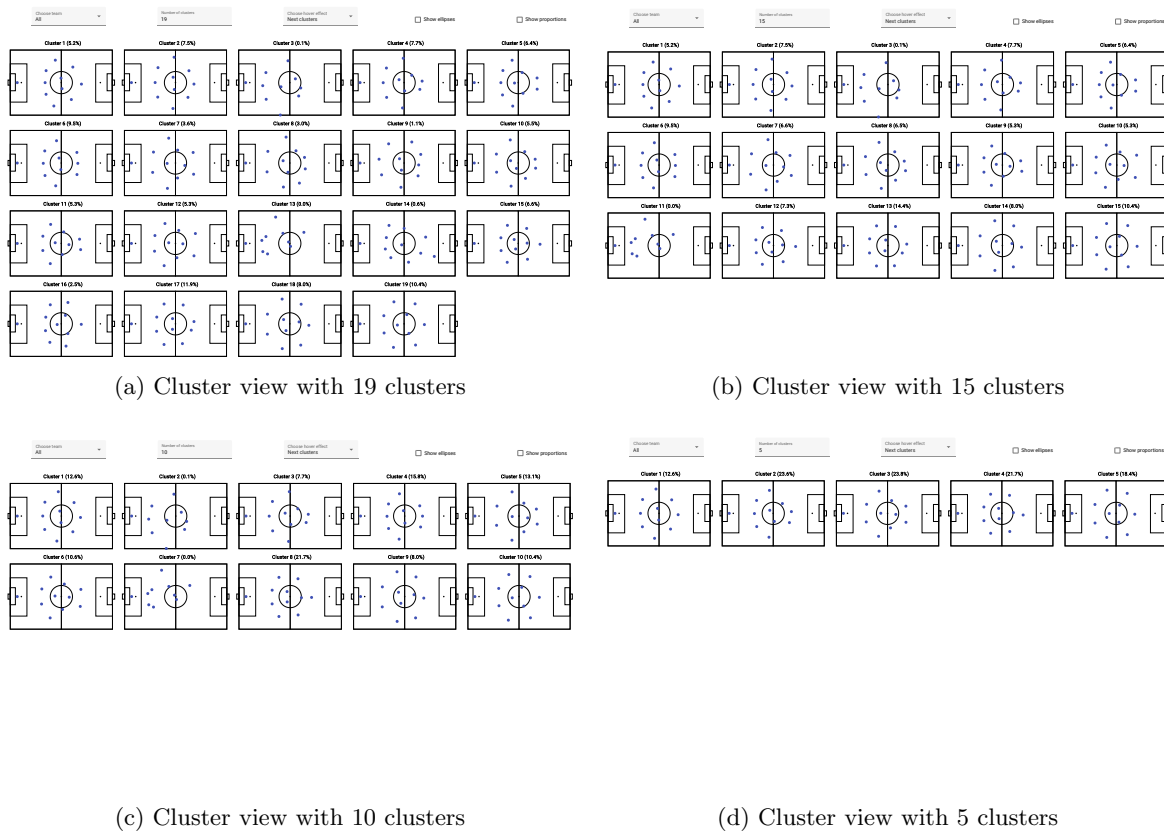 Choose team
All
Number of clusters
19
Choose hover effect
Next clusters
Show ellipses
Show proportions
Cluster 1 (5.2%)
Cluster 2 (7.5%)
Cluster 3 (0.1%)
Cluster 4 (7.7%)
Cluster 5 (6.4%)
Cluster 6 (9.5%)
Cluster 7 (3.6%)
Cluster 8 (3.0%)
Cluster 9 (1.1%)
Cluster 10 (5.5%)
Cluster 11 (5.3%)
Cluster 12 (5.3%)
Cluster 13 (0.0%)
Cluster 14 (0.6%)
Cluster 15 (6.6%)
Cluster 16 (2.5%)
Cluster 17 (11.9%)
Cluster 18 (8.0%)
Cluster 19 (10.4%)
(a) Cluster view with 19 clusters
Choose team
All
Number of clusters
15
Choose hover effect
Next clusters
Show ellipses
Show proportions
Cluster 1 (5.2%)
Cluster 2 (7.5%)
Cluster 3 (0.1%)
Cluster 4 (7.7%)
Cluster 5 (6.4%)
Cluster 6 (9.5%)
Cluster 7 (6.6%)
Cluster 8 (6.5%)
Cluster 9 (5.3%)
Cluster 10 (5.3%)
Cluster 11 (0.0%)
Cluster 12 (7.3%)
Cluster 13 (14.4%)
Cluster 14 (8.0%)
Cluster 15 (10.4%)
(b) Cluster view with 15 clusters
Choose team
All
Number of clusters
10
Choose hover effect
Next clusters
Show ellipses
Show proportions
Cluster 1 (12.6%)
Cluster 2 (0.1%)
Cluster 3 (7.7%)
Cluster 4 (15.8%)
Cluster 5 (13.1%)
Cluster 6 (10.6%)
Cluster 7 (0.0%)
Cluster 8 (21.7%)
Cluster 9 (8.0%)
Cluster 10 (10.4%)
(c) Cluster view with 10 clusters
Choose team
All
Number of clusters
5
Choose hover effect
Next clusters
Show ellipses
Show proportions
Cluster 1 (12.6%)
Cluster 2 (23.6%)
Cluster 3 (23.8%)
Cluster 4 (21.7%)
Cluster 5 (18.4%)
(d) Cluster view with 5 clusters